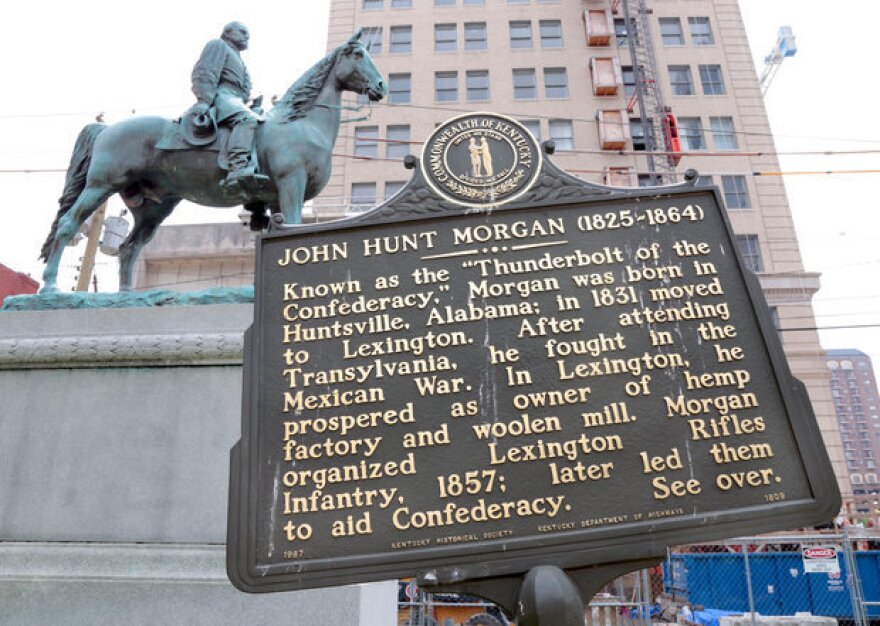 COMMONWEALTH OF KENTUCKY
JOHN HUNT MORGAN (1825-1864)
Known as the "Thunderbolt of the
Confederacy," Morgan was born in
Huntsville, Alabama; in 1831 moved
to Lexington. After attending
Transylvania, he fought in the
Mexican War. In Lexington, he
prospered as owner of hemp
factory and woolen mill. Morgan
organized Lexington Rifles
Infantry, 1857; later led them
to aid Confederacy. See over.
1987 KENTUCKY HISTORICAL SOCIETY KENTUCKY DEPARTMENT OF HIGHWAYS 1809
DANGER